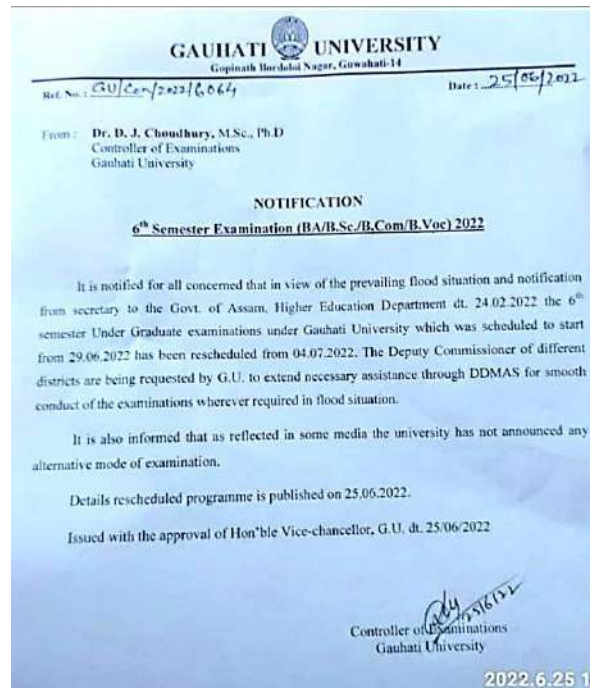 GAUHATI UNIVERSITY
Gopinath Bordoloi Nagar, Guwahati-14
Ref. No. : GU/Con/2022/6064
Date : 25/06/2022
From : Dr. D. J. Choudhury, M.Sc., Ph.D
Controller of Examinations
Gauhati University
NOTIFICATION
6th Semester Examination (BA/B.Sc./B.Com/B.Voc) 2022
It is notified for all concerned that in view of the prevailing flood situation and notification
from secretary to the Govt. of Assam, Higher Education Department dt. 24.02.2022 the 6th
semester Under Graduate examinations under Gauhati University which was scheduled to start
from 29.06.2022 has been rescheduled from 04.07.2022. The Deputy Commissioner of different
districts are being requested by G.U. to extend necessary assistance through DDMAS for smooth
conduct of the examinations wherever required in flood situation.
It is also informed that as reflected in some media the university has not announced any
alternative mode of examination.
Details rescheduled programme is published on 25.06.2022.
Issued with the approval of Hon'ble Vice-chancellor, G.U. dt. 25/06/2022
25/6/22
Controller of Examinations
Gauhati University
2022.6.25 1